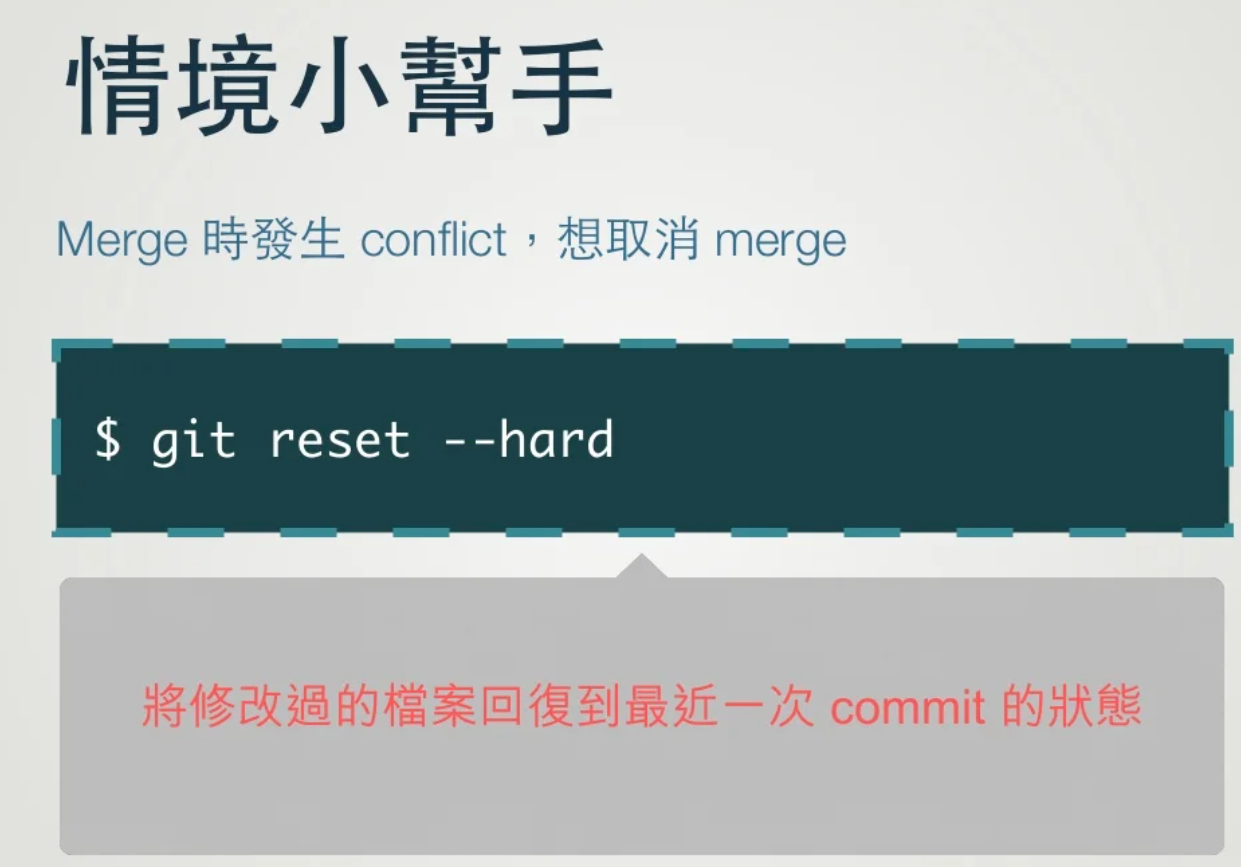 情境小幫手
Merge 時發生 conflict，想取消 merge
$ git reset --hard
將修改過的檔案回復到最近一次 commit 的狀態